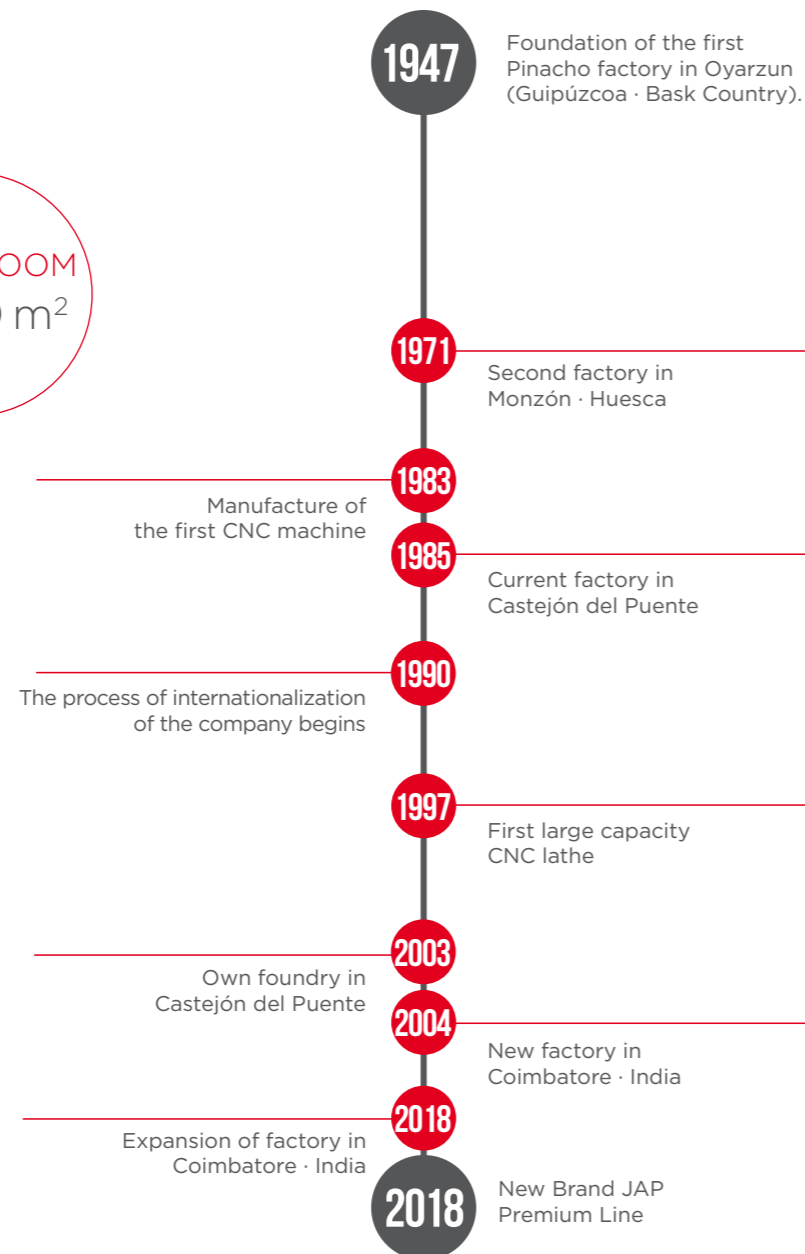 1947
Foundation of the first
Pinacho factory in Oyarzun
(Guipúzcoa · Bask Country).
OOM
m²
1971
Second factory in
Monzón · Huesca
1983
Manufacture of
the first CNC machine
1985
Current factory in
Castejón del Puente
1990
The process of internationalization
of the company begins
1997
First large capacity
CNC lathe
2003
Own foundry in
Castejón del Puente
2004
New factory in
Coimbatore · India
2018
Expansion of factory in
Coimbatore · India
2018
New Brand JAP
Premium Line